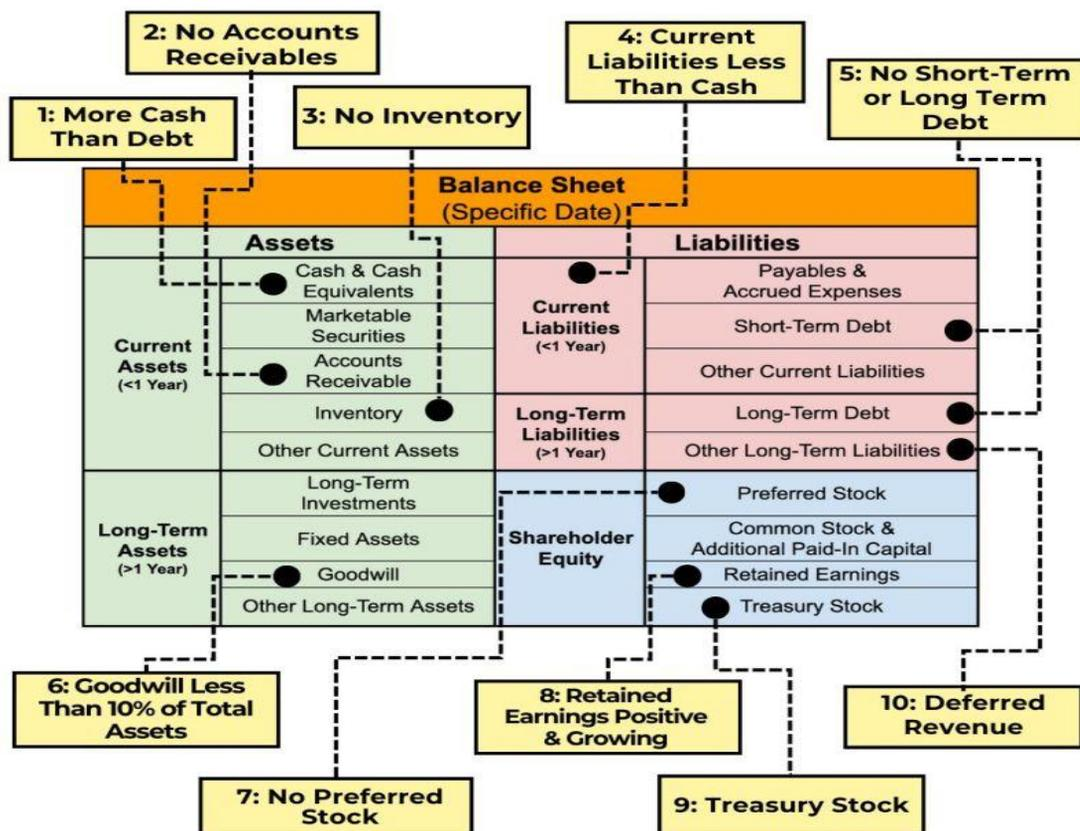 2: No Accounts
Receivables
4: Current
Liabilities Less
Than Cash
5: No Short-Term
or Long Term
Debt
1: More Cash
Than Debt
3: No Inventory
Balance Sheet
(Specific Date)
Assets
Liabilities
Current
Assets
(<1 Year)
Cash & Cash
Equivalents
Marketable
Securities
Accounts
Receivable
Inventory
Other Current Assets
Current
Liabilities
(<1 Year)
Payables &
Accrued Expenses
Short-Term Debt
Other Current Liabilities
Long-Term
Liabilities
(>1 Year)
Long-Term Debt
Other Long-Term Liabilities
Long-Term
Assets
(>1 Year)
Long-Term
Investments
Fixed Assets
Goodwill
Other Long-Term Assets
Shareholder
Equity
Preferred Stock
Common Stock &
Additional Paid-In Capital
Retained Earnings
Treasury Stock
6: Goodwill Less
Than 10% of Total
Assets
8: Retained
Earnings Positive
& Growing
10: Deferred
Revenue
7: No Preferred
Stock
9: Treasury Stock